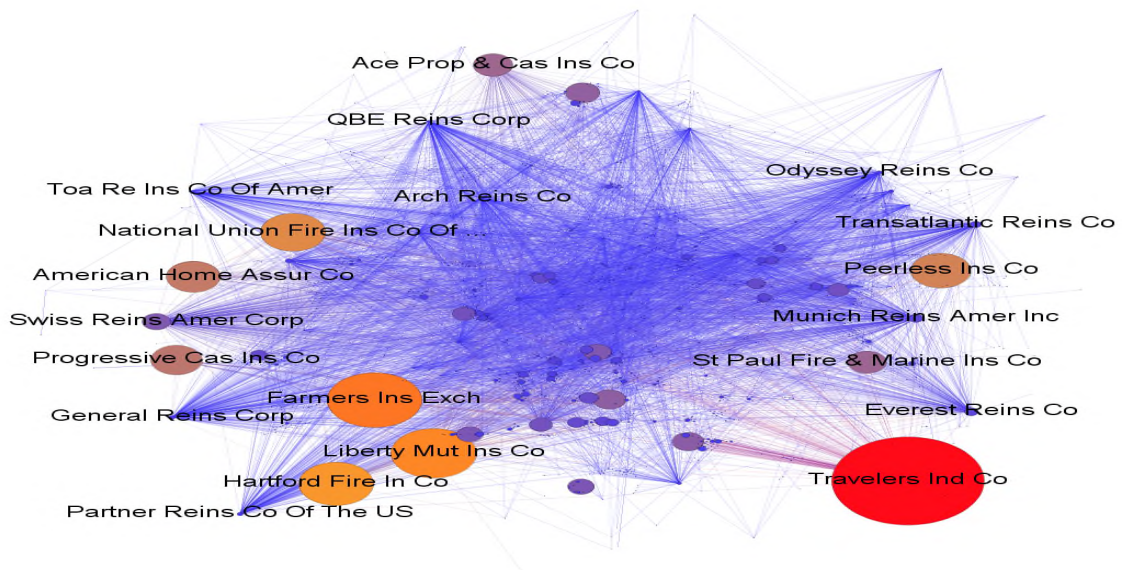 Ace Prop & Cas Ins Co
QBE Reins Corp
Odyssey Reins Co
Toa Re Ins Co Of Amer
Arch Reins Co
Transatlantic Reins Co
National Union Fire Ins Co Of ...
Peerless Ins Co
American Home Assur Co
Swiss Reins Amer Corp
Munich Reins Amer Inc
Progressive Cas Ins Co
St Paul Fire & Marine Ins Co
Farmers Ins Exch
General Reins Corp
Everest Reins Co
Liberty Mut Ins Co
Hartford Fire In Co
Travelers Ind Co
Partner Reins Co Of The US